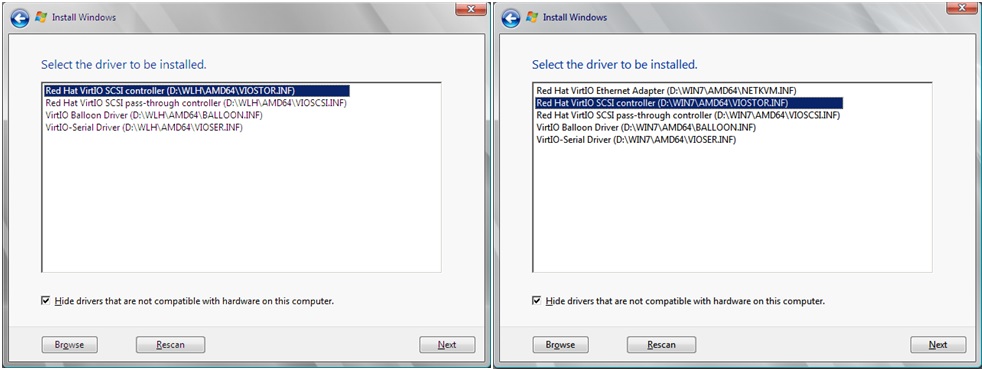 Install Windows
Select the driver to be installed.
Red Hat VirtIO SCSI controller (D:\WLH\AMD64\VIOSTOR.INF)
Red Hat VirtIO SCSI pass-through controller (D:\WLH\AMD64\VIOSCSI.INF)
VirtIO Balloon Driver (D:\WLH\AMD64\BALLOON.INF)
VirtIO-Serial Driver (D:\WLH\AMD64\VIOSER.INF)
Hide drivers that are not compatible with hardware on this computer.
Browse
Rescan
Next
Install Windows
Select the driver to be installed.
Red Hat VirtIO Ethernet Adapter (D:\WIN7\AMD64\NETKVM.INF)
Red Hat VirtIO SCSI controller (D:\WIN7\AMD64\VIOSTOR.INF)
Red Hat VirtIO SCSI pass-through controller (D:\WIN7\AMD64\VIOSCSI.INF)
VirtIO Balloon Driver (D:\WIN7\AMD64\BALLOON.INF)
VirtIO-Serial Driver (D:\WIN7\AMD64\VIOSER.INF)
Hide drivers that are not compatible with hardware on this computer.
Browse
Rescan
Next